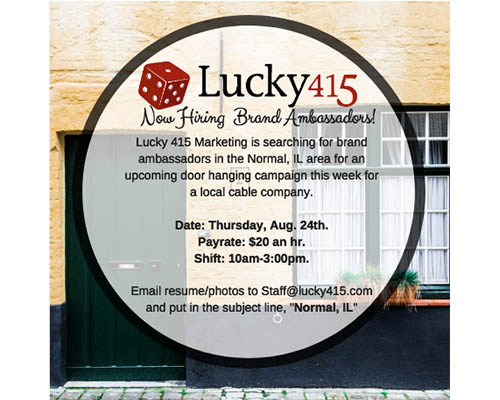 Lucky415
Now Hiring Brand Ambassadors!
Lucky 415 Marketing is searching for brand
ambassadors in the Normal, IL area for an
upcoming door hanging campaign this week for
a local cable company.
Date: Thursday, Aug. 24th.
Payrate: $20 an hr.
Shift: 10am-3:00pm.
Email resume/photos to Staff@lucky415.com
and put in the subject line, "Normal, IL"